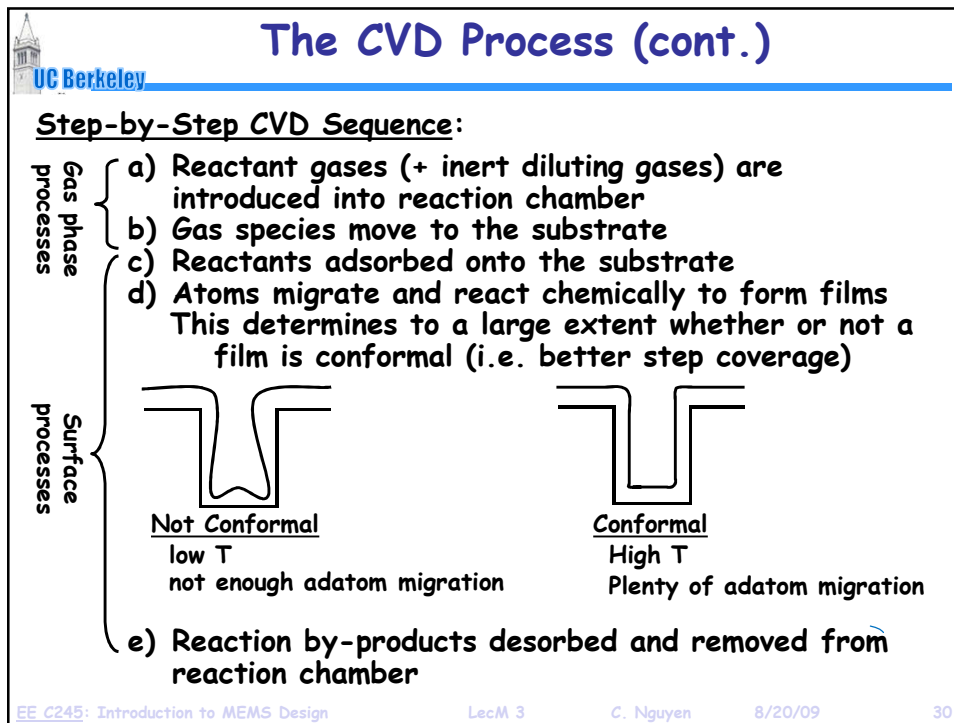 The CVD Process (cont.)
UC Berkeley
Step-by-Step CVD Sequence:
Gas phase
processes
a) Reactant gases (+ inert diluting gases) are
introduced into reaction chamber
b) Gas species move to the substrate
c) Reactants adsorbed onto the substrate
d) Atoms migrate and react chemically to form films
This determines to a large extent whether or not a
film is conformal (i.e. better step coverage)
Surface
processes
Not Conformal
low T
not enough adatom migration
Conformal
High T
Plenty of adatom migration
e) Reaction by-products desorbed and removed from
reaction chamber
EE C245: Introduction to MEMS Design LecM 3 C. Nguyen 8/20/09 30